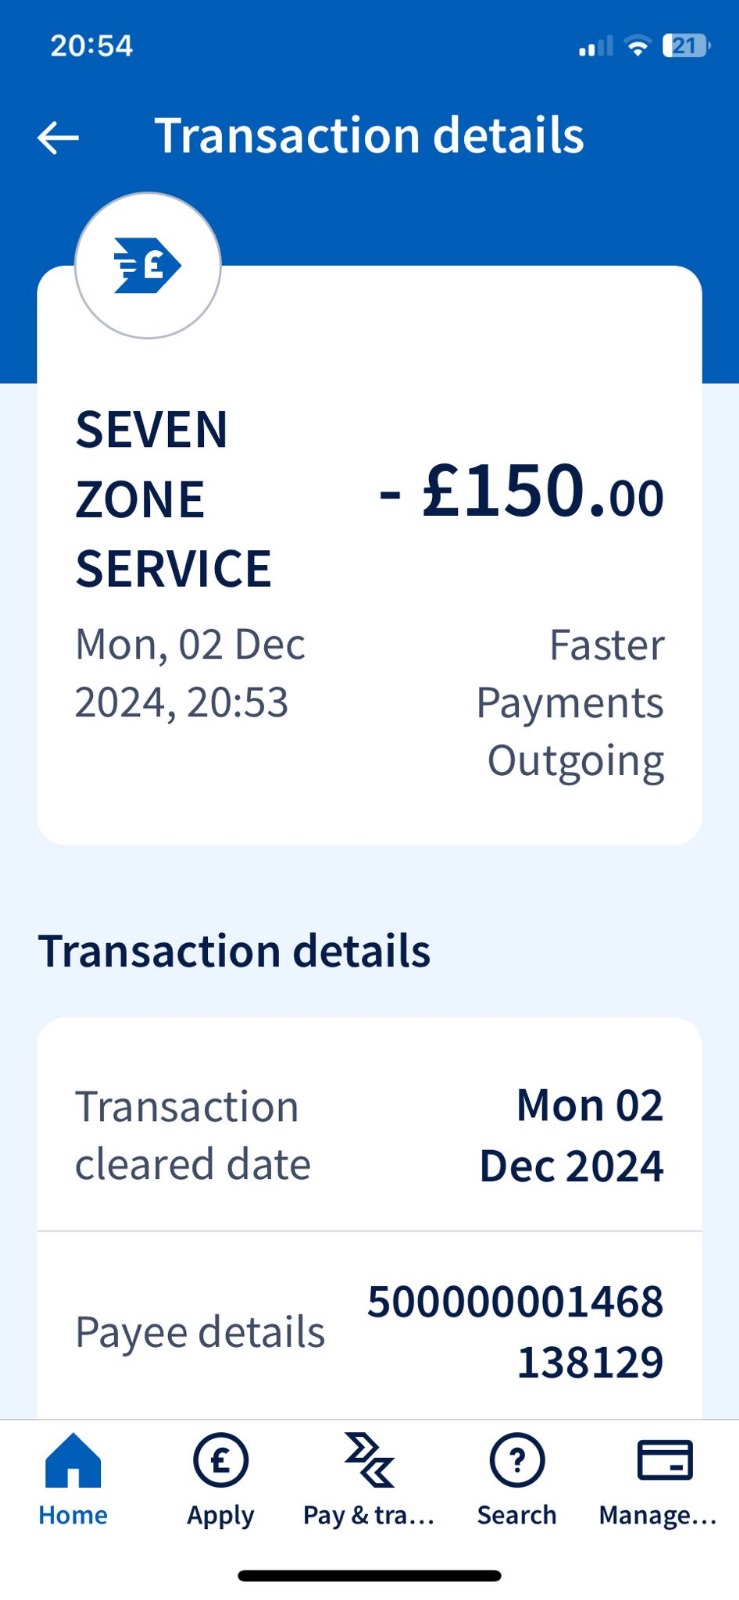 20:54
21
Transaction details
£
SEVEN
ZONE
SERVICE
- £150.00
Mon, 02 Dec
2024, 20:53
Faster
Payments
Outgoing
Transaction details
Transaction
cleared date
Mon 02
Dec 2024
Payee details
500000001468
138129
£
?
Home
Apply
Pay & tra...
Search
Manage...